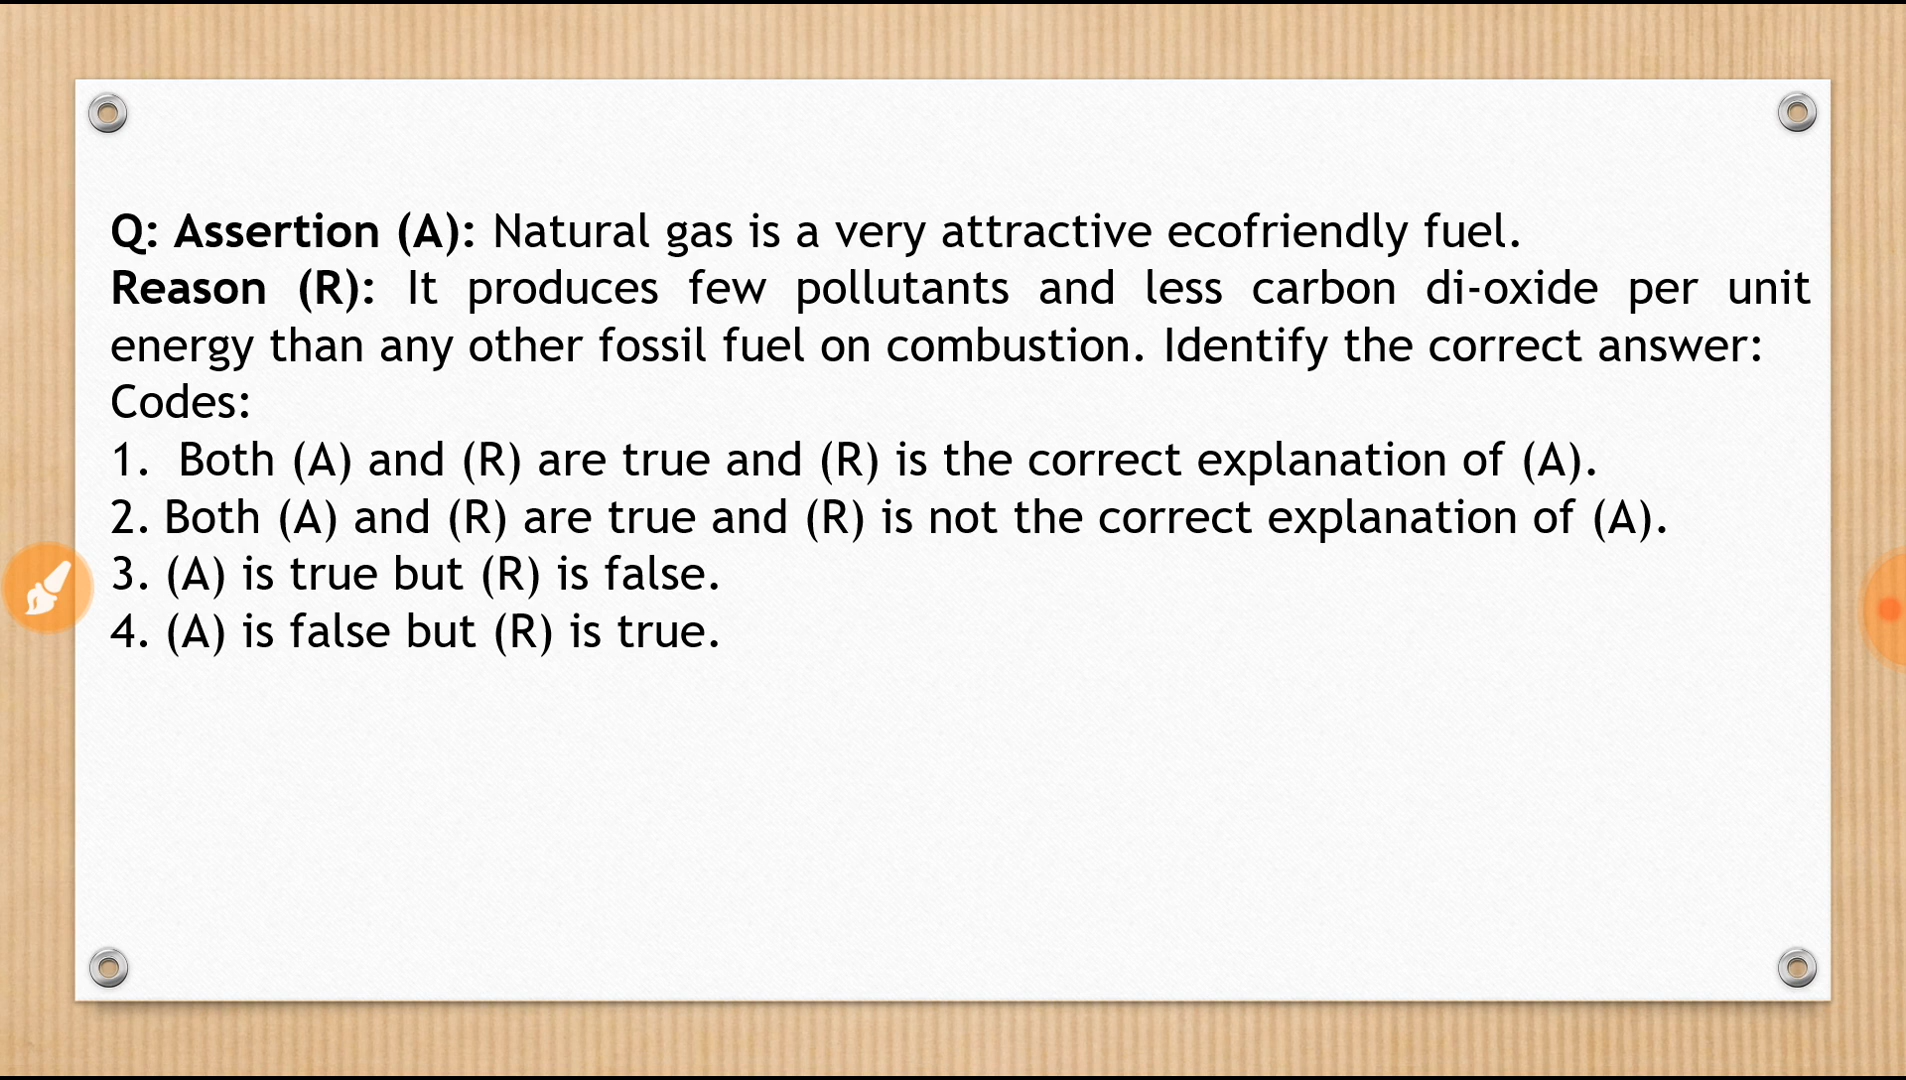 Q: Assertion (A): Natural gas is a very attractive ecofriendly fuel.
Reason (R): It produces few pollutants and less carbon di-oxide per unit
energy than any other fossil fuel on combustion. Identify the correct answer:
Codes:
1. Both (A) and (R) are true and (R) is the correct explanation of (A).
2. Both (A) and (R) are true and (R) is not the correct explanation of (A).
3. (A) is true but (R) is false.
4. (A) is false but (R) is true.